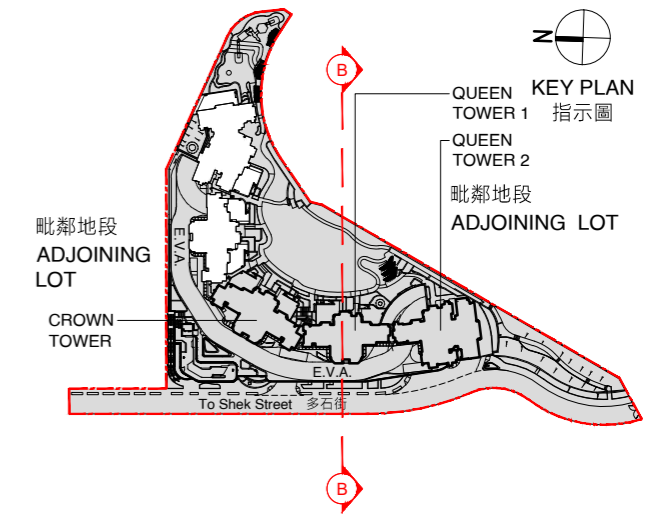 B
N
KEY PLAN
指示圖
QUEEN
TOWER 1
QUEEN
TOWER 2
毗鄰地段
ADJOINING LOT
毗鄰地段
ADJOINING
LOT
E.V.A.
CROWN
TOWER
E.V.A.
To Shek Street 多石街
B